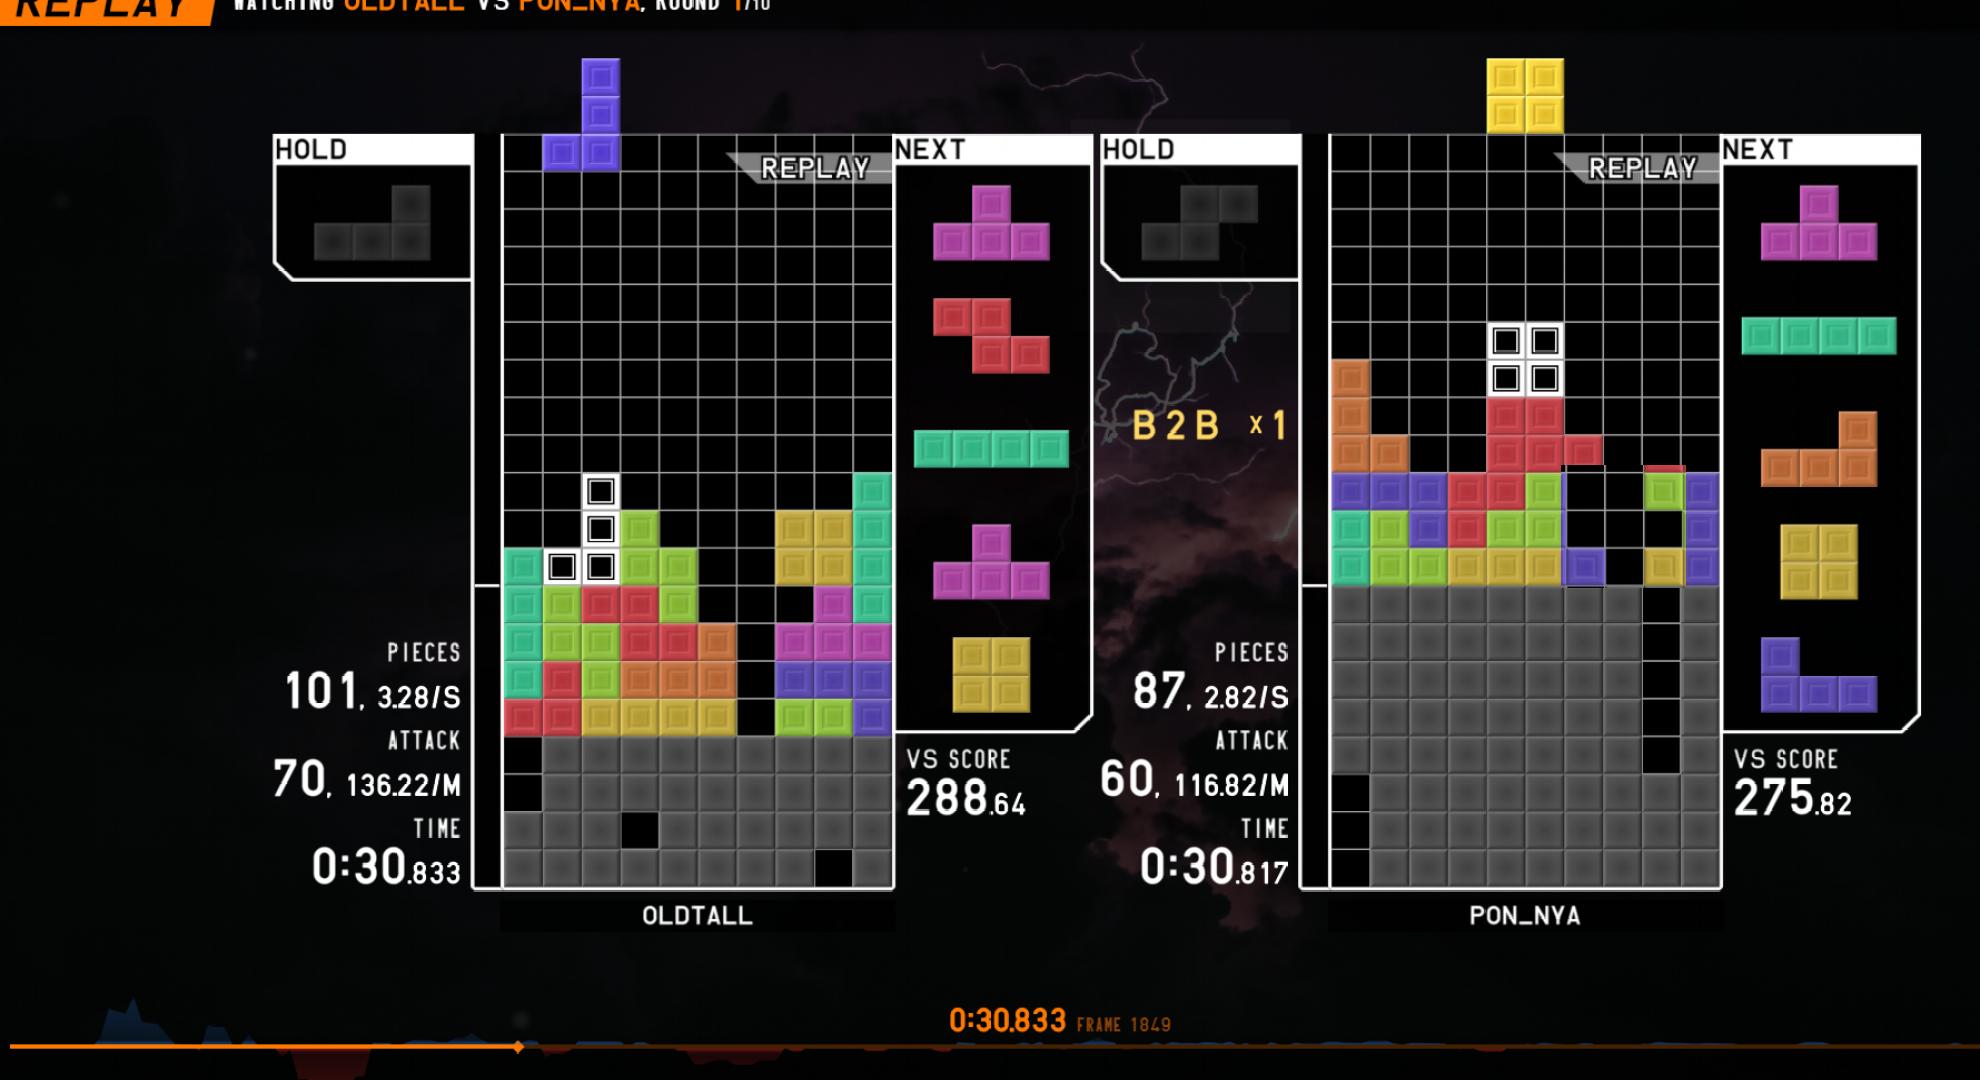 REPLAY
WATCHING OLDTALL VS PON_NYA, ROUND 1/10
HOLD
REPLAY
NEXT
PIECES
101, 3.28/S
ATTACK
70, 136.22/M
TIME
0:30.833
VS SCORE
288.64
OLDTALL
HOLD
REPLAY
NEXT
B2B x1
PIECES
87, 2.82/S
ATTACK
60, 116.82/M
TIME
0:30.817
VS SCORE
275.82
PON_NYA
0:30.833 FRAME 1849